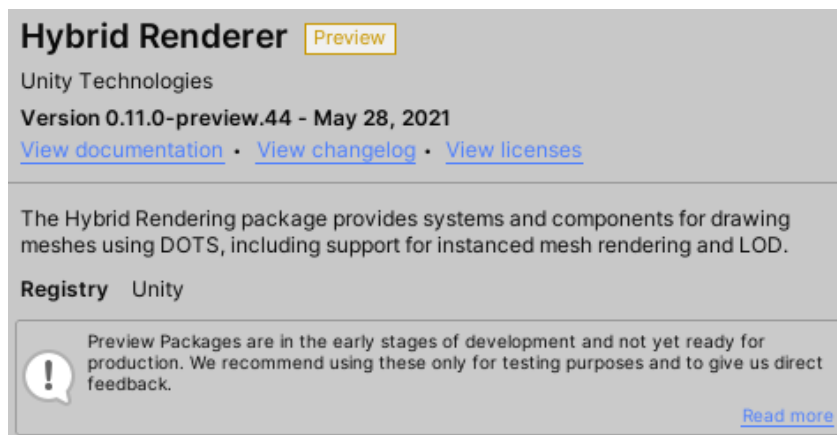 Hybrid Renderer Preview
Unity Technologies
Version 0.11.0-preview.44 - May 28, 2021
View documentation • View changelog • View licenses
The Hybrid Rendering package provides systems and components for drawing
meshes using DOTS, including support for instanced mesh rendering and LOD.
Registry Unity
Preview Packages are in the early stages of development and not yet ready for
production. We recommend using these only for testing purposes and to give us direct
feedback.
Read more